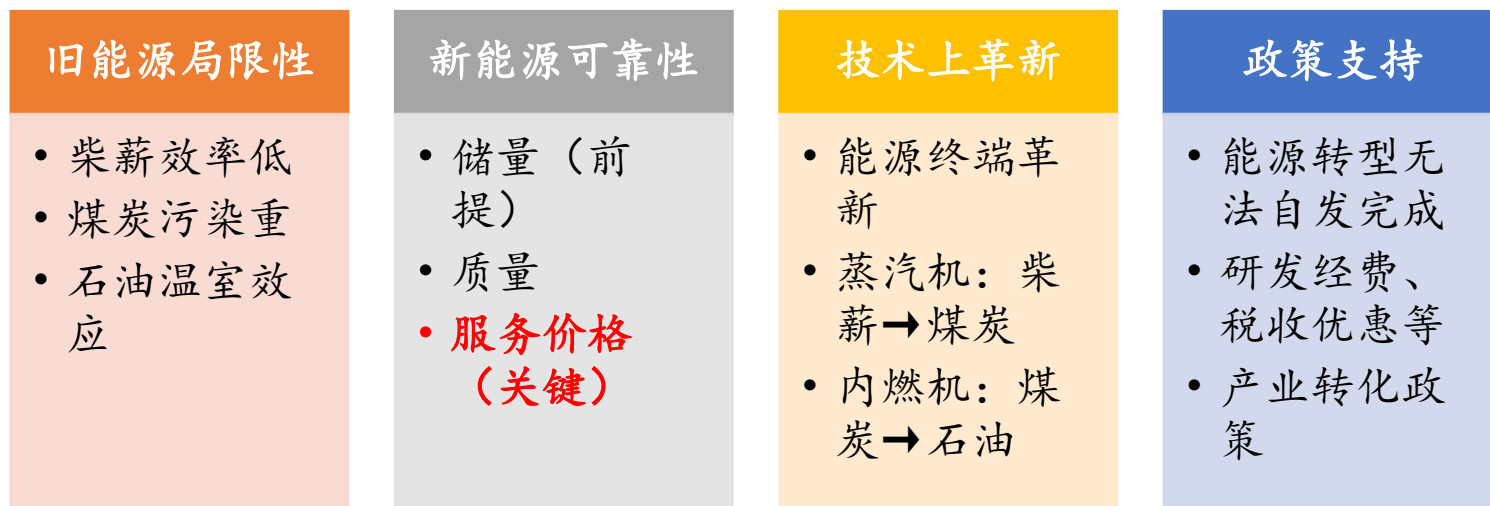 旧能源局限性
• 柴薪效率低
• 煤炭污染重
• 石油温室效
应
新能源可靠性
• 储量（前
提）
• 质量
• 服务价格
（关键）
技术上革新
• 能源终端革
新
• 蒸汽机：柴
薪➞煤炭
• 内燃机：煤
炭➞石油
政策支持
• 能源转型无
法自发完成
• 研发经费、
税收优惠等
• 产业转化政
策